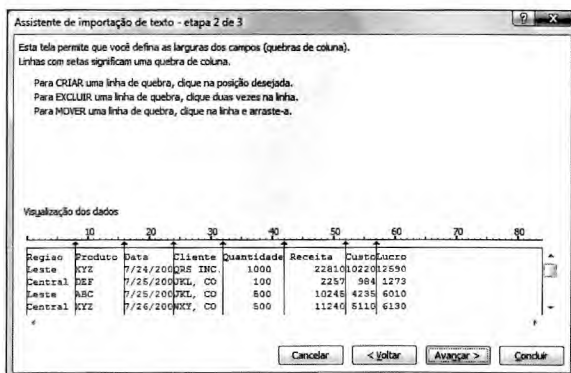 Assistente de importação de texto - etapa 2 de 3
Esta tela permite que você defina as larguras dos campos (quebras de coluna).
Linhas com setas significam uma quebra de coluna.
Para CRIAR uma linha de quebra, clique na posição desejada.
Para EXCLUIR uma linha de quebra, clique duas vezes na linha.
Para MOVER uma linha de quebra, clique na linha e arraste-a.
Visualização dos dados
10 20 30 40 50 60 70 80
Regiao Produto Data Cliente Quantidade Receita Custo Lucro
Leste XYZ 7/24/200 QRS INC. 1000 22810 10220 12590
Central DEF 7/25/200 JKL, CO 100 2257 984 1273
Leste ABC 7/25/200 JKL, CO 500 10245 4235 6010
Central XYZ 7/26/200 WXY, CO 500 11240 5110 6130
Cancelar < Voltar Avançar > Concluir